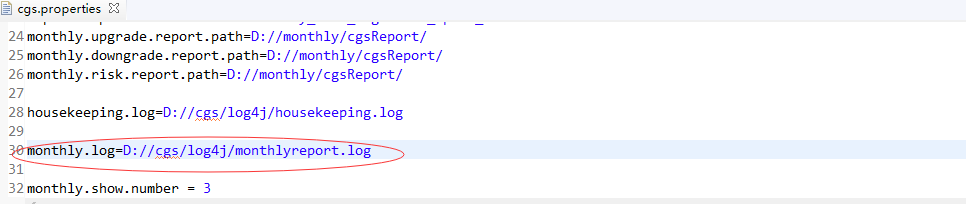 cgs.properties
24 monthly.upgrade.report.path=D://monthly/cgsReport/
25 monthly.downgrade.report.path=D://monthly/cgsReport/
26 monthly.risk.report.path=D://monthly/cgsReport/
27
28 housekeeping.log=D://cgs/log4j/housekeeping.log
29
30 monthly.log=D://cgs/log4j/monthlyreport.log
31
32 monthly.show.number = 3